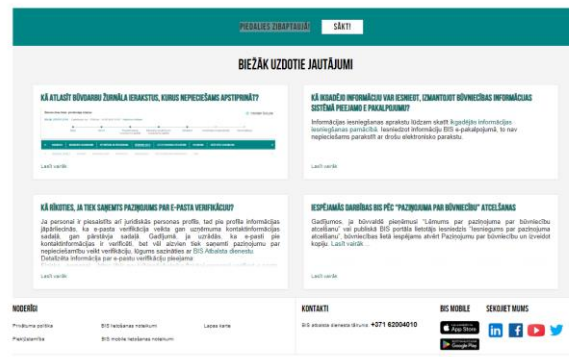 PIEDALIES ZIBAPTAUJĀ!
SĀKT!
BIEŽĀK UZDOTIE JAUTĀJUMI
KĀ ATLASĪT BŪVDARBU ŽURNĀLA IERAKSTUS, KURUS NEPIECIEŠAMS APSTIPRINĀT?
Lasīt vairāk
KĀ IKGADĒJO INFORMĀCIJU VAR IESNIEGT, IZMANTOJOT BŪVNIECĪBAS INFORMĀCIJAS
SISTĒMĀ PIEEJAMO E-PAKALPOJUMU?
Informācijas iesniegšanas aprakstu lūdzam skatīt ikgadējās informācijas
iesniegšanas pamācībā. Iesniedzot informāciju BIS e-pakalpojumā, to nav
nepieciešams parakstīt ar drošu elektronisko parakstu.
Lasīt vairāk
KĀ RĪKOTIES, JA TIEK SAŅEMTS PAZIŅOJUMS PAR E-PASTA VERIFIKĀCIJU?
Ja personai ir piesaistīts arī juridiskās personas profils, tad pie profila informācijas
jāpārliecinās, ka e-pasta verifikācija veikta gan uzņēmuma kontaktinformācijas
sadaļā, gan pārstāvja sadaļā. Gadījumā, ja uzrādās, ka e-pasti pie
kontaktinformācijas ir verificēti, bet vēl aizvien tiek saņemti paziņojumi par
nepieciešamību veikt verifikāciju, lūgums sazināties ar BIS Atbalsta dienestu
Detalizēta informācija par e-pastu verifikāciju pieejama
Lasīt vairāk
IESPĒJAMĀS DARBĪBAS BIS PĒC "PAZIŅOJUMA PAR BŪVNIECĪBU" ATCELŠANAS
Gadījumos, ja būvvaldē pieņēmusi "Lēmums par paziņojuma par būvniecību
atcelšanu" vai publiskā BIS portāla lietotājs iesniedzis "Iesniegums par paziņojuma
atcelšanu", būvniecības lietā iespējams atvērt Paziņojumu par būvniecību un izveidot
kopiju. Lasīt vairāk...
Lasīt vairāk
NODERĪGI
Privātuma politika
BIS lietošanas noteikumi
Lapas karte
Piekļūstamība
BIS mobile lietošanas noteikumi
KONTAKTI
BIS atbalsta dienesta tālrunis: +371 62004010
BIS MOBILE
App Store
Google Play
SEKOJIET MUMS